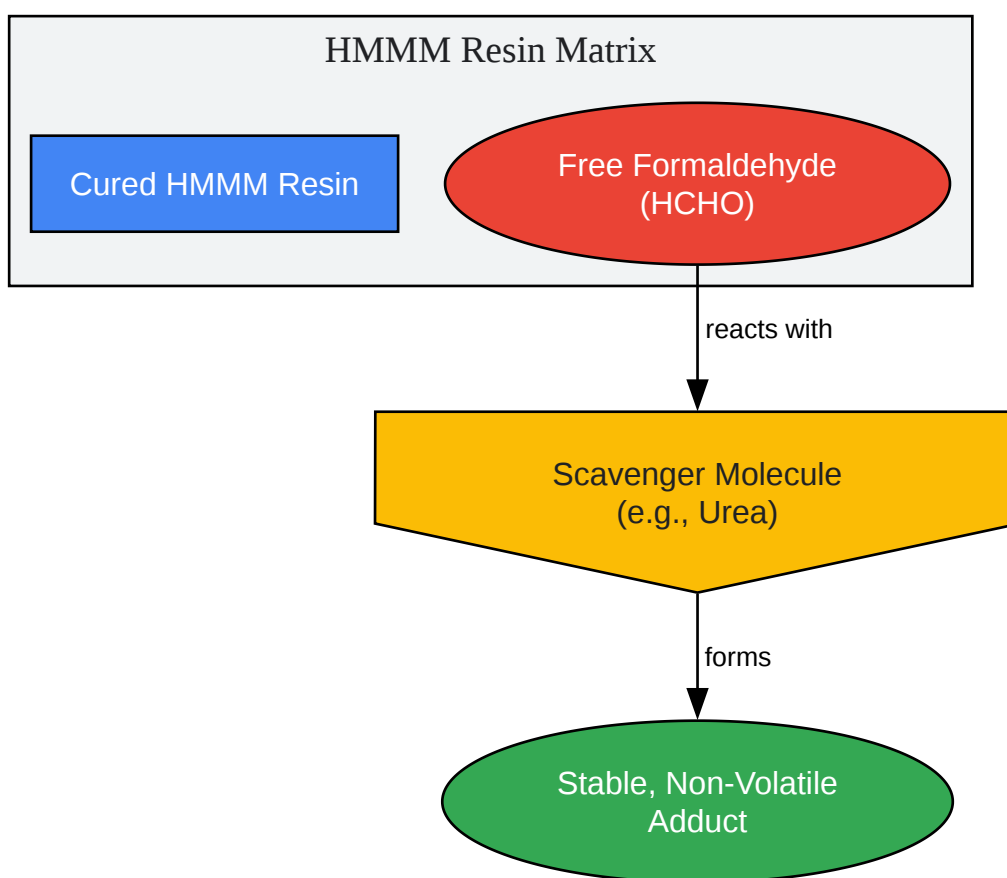 HMMM Resin Matrix
Cured HMMM Resin
Free Formaldehyde
(HCHO)
reacts with
Scavenger Molecule
(e.g., Urea)
forms
Stable, Non-Volatile
Adduct